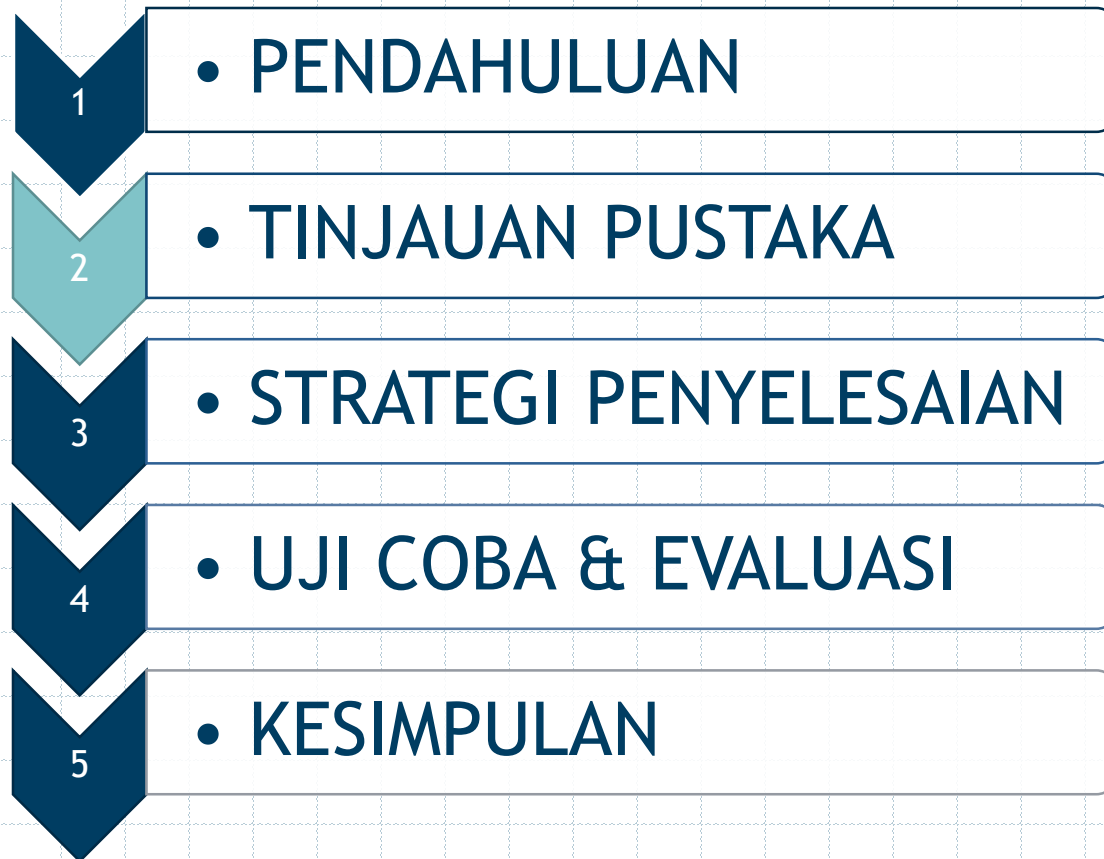 1
• PENDAHULUAN
2
• TINJAUAN PUSTAKA
3
• STRATEGI PENYELESAIAN
4
• UJI COBA & EVALUASI
5
• KESIMPULAN